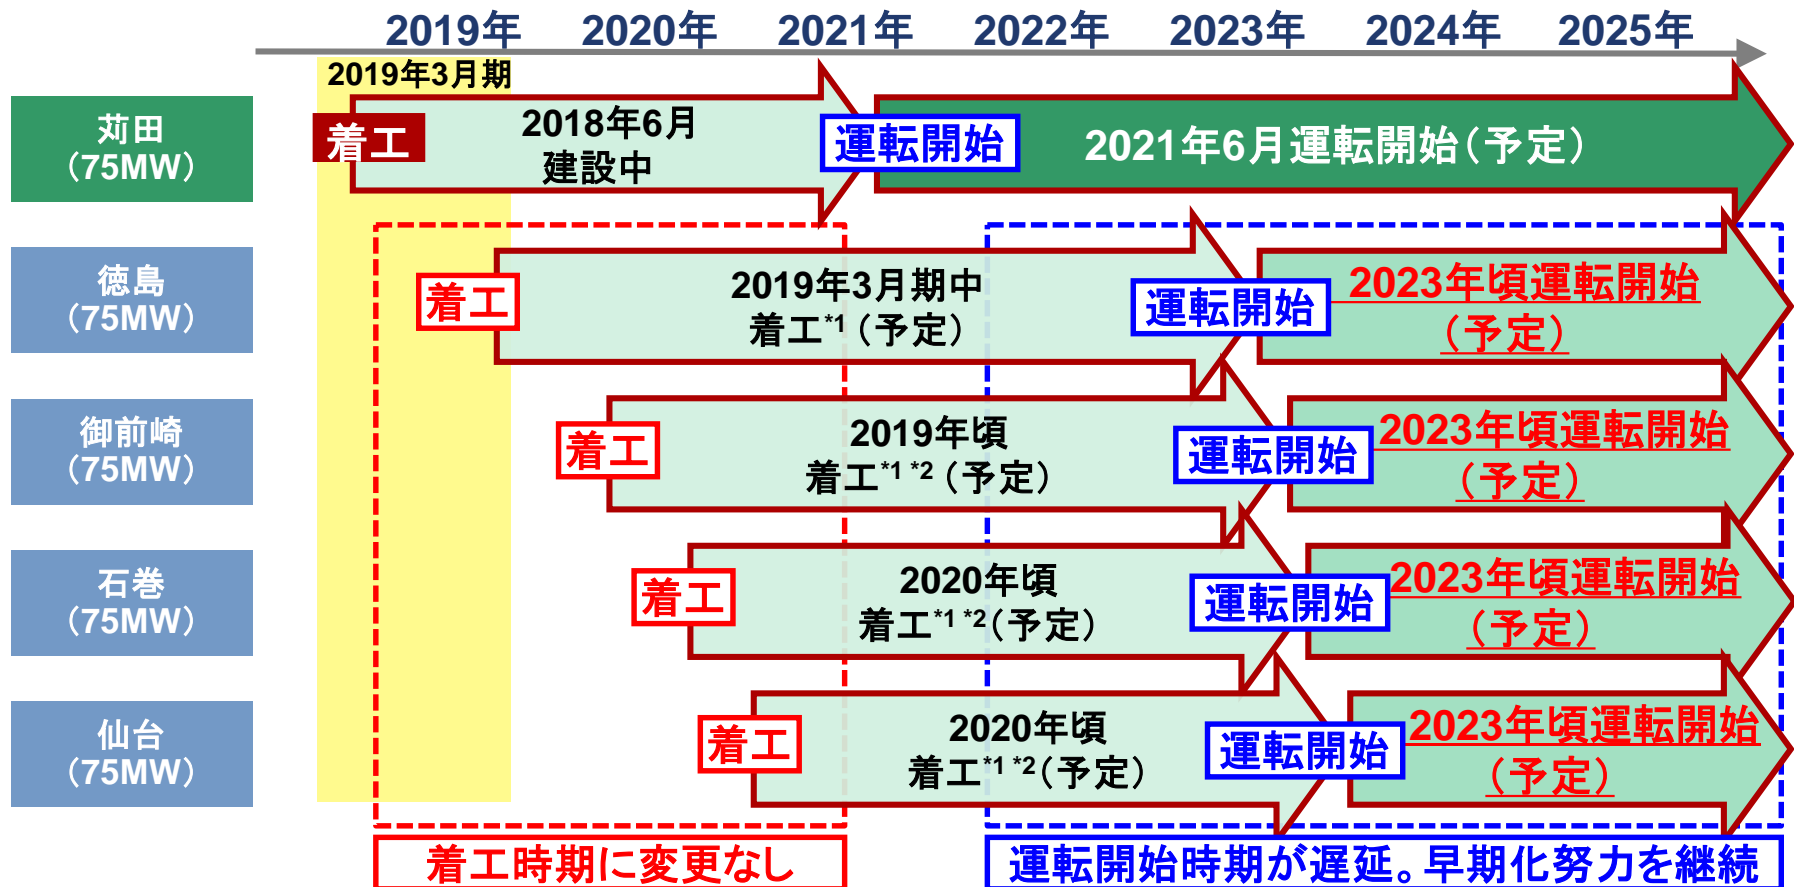 2019年 2020年 2021年 2022年 2023年 2024年 2025年
2019年3月期
苅田
（75MW）
着工
2018年6月
建設中
運転開始
2021年6月運転開始（予定）
徳島
（75MW）
着工
2019年3月期中
着工*1（予定）
運転開始
2023年頃運転開始
（予定）
御前崎
（75MW）
着工
2019年頃
着工*1 *2（予定）
運転開始
2023年頃運転開始
（予定）
石巻
（75MW）
着工
2020年頃
着工*1 *2（予定）
運転開始
2023年頃運転開始
（予定）
仙台
（75MW）
着工
2020年頃
着工*1 *2（予定）
運転開始
2023年頃運転開始
（予定）
着工時期に変更なし
運転開始時期が遅延。早期化努力を継続